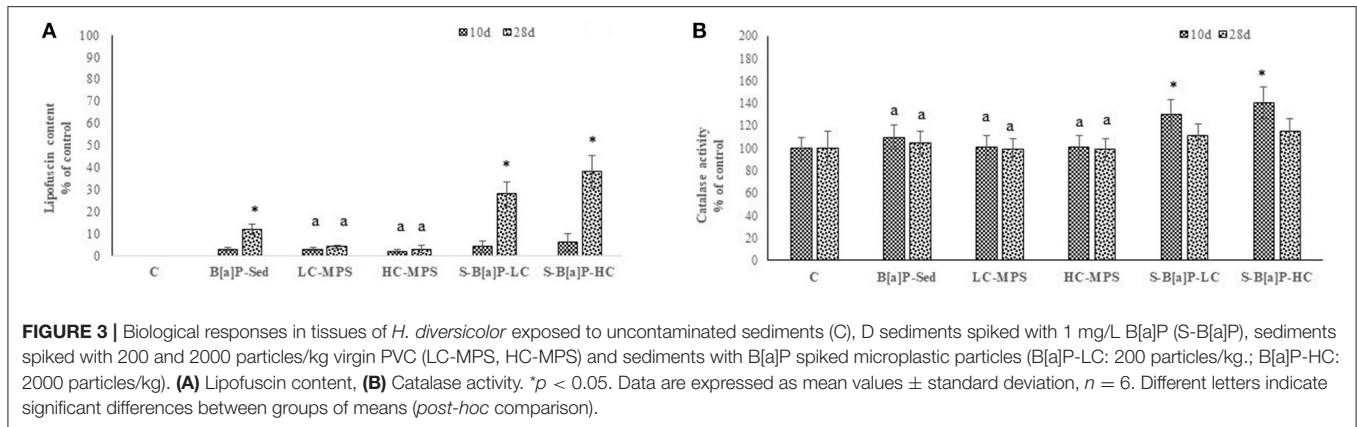 A
10d 28d
100
90
80
70
60
50
40
30
20
10
0
Lipofuscin content
% of control
* a a a a * *
C B[a]P-Sed LC-MPS HC-MPS S-B[a]P-LC S-B[a]P-HC
B
10d 28d
200
180
160
140
120
100
80
60
40
20
0
Catalase activity
% of control
a a a a a a * *
C B[a]P-Sed LC-MPS HC-MPS S-B[a]P-LC S-B[a]P-HC
FIGURE 3 | Biological responses in tissues of H. diversicolor exposed to uncontaminated sediments (C), D sediments spiked with 1 mg/L B[a]P (S-B[a]P), sediments
spiked with 200 and 2000 particles/kg virgin PVC (LC-MPS, HC-MPS) and sediments with B[a]P spiked microplastic particles (B[a]P-LC: 200 particles/kg.; B[a]P-HC:
2000 particles/kg). (A) Lipofuscin content, (B) Catalase activity. *p < 0.05. Data are expressed as mean values ± standard deviation, n = 6. Different letters indicate
significant differences between groups of means (post-hoc comparison).